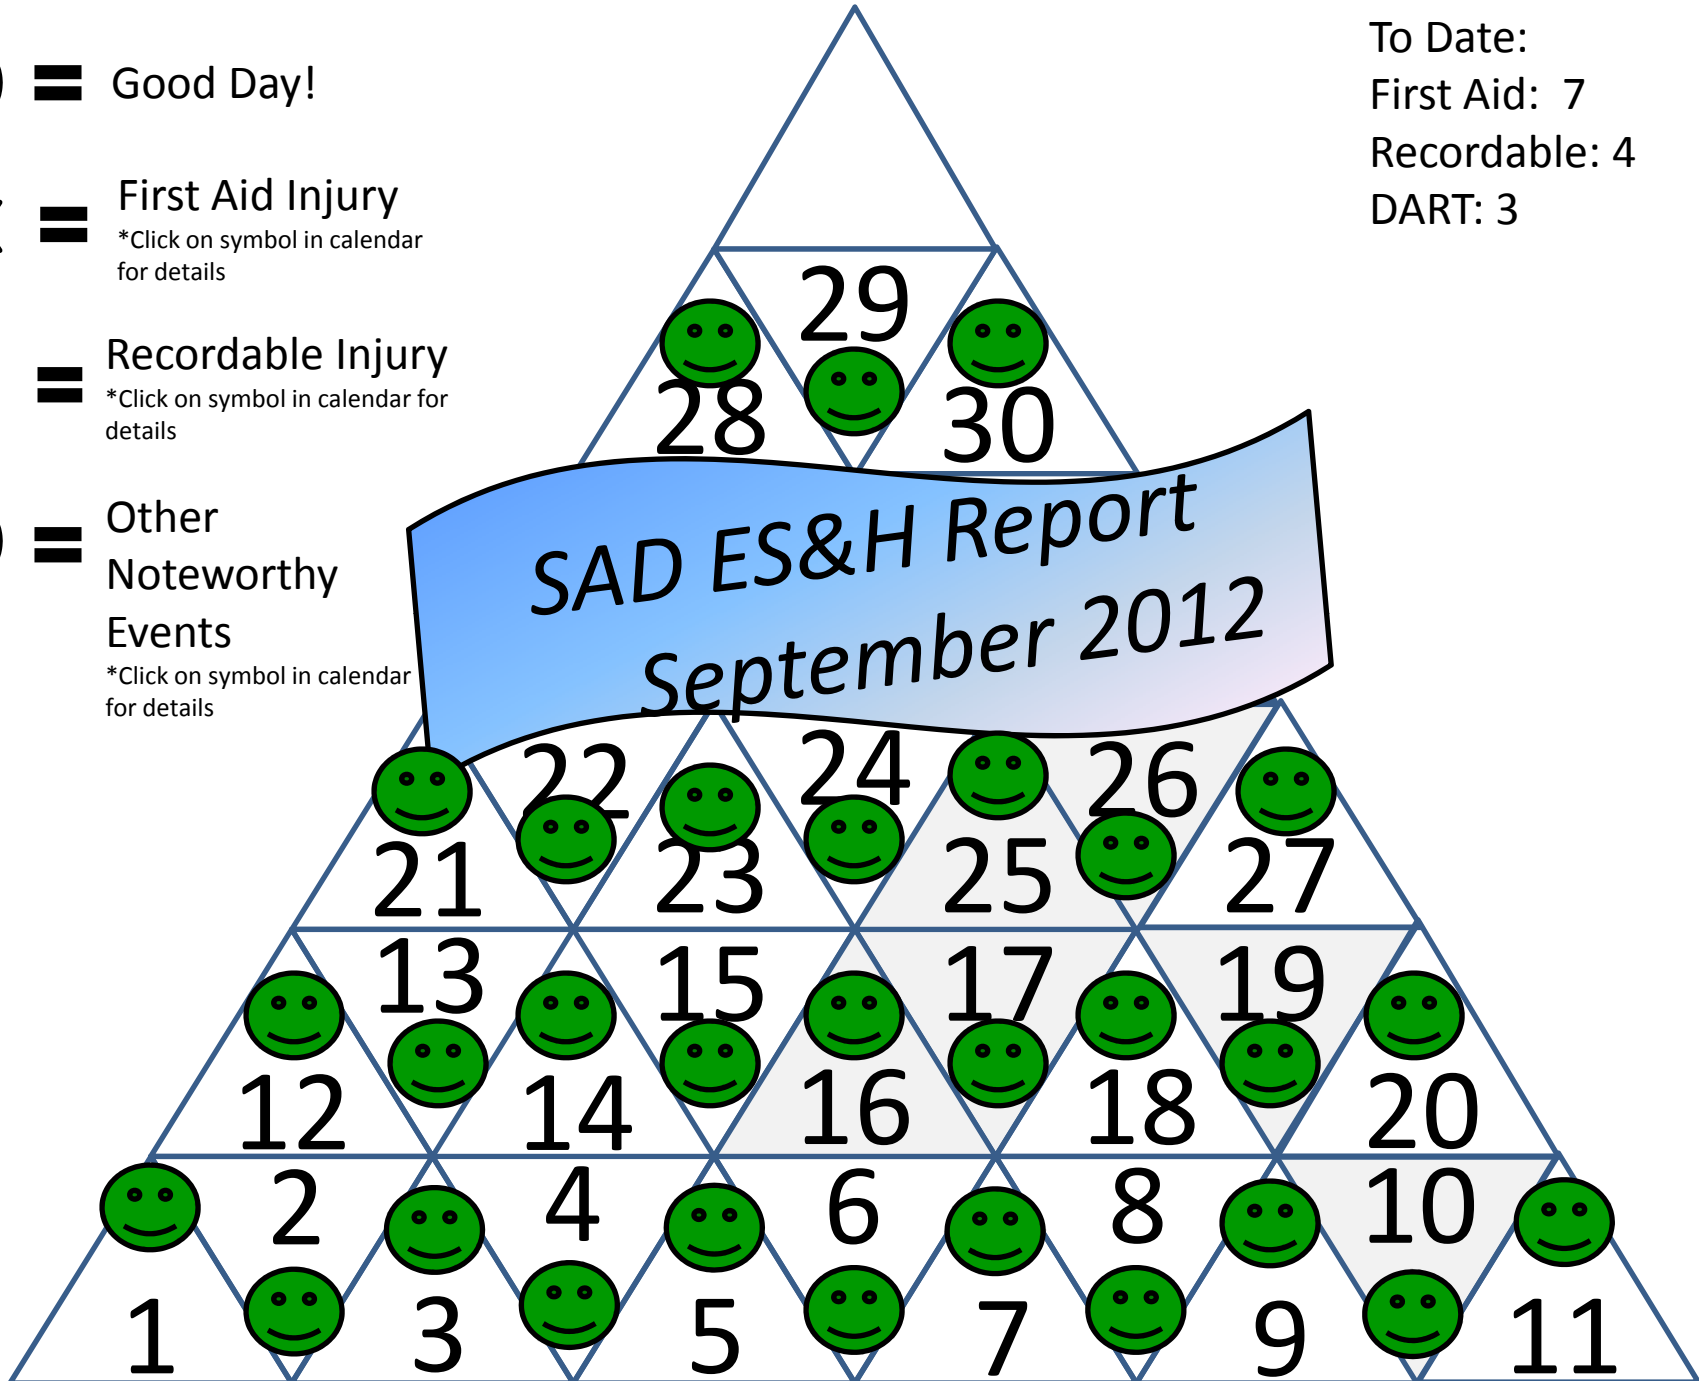 = Good Day!
To Date:
First Aid: 7
Recordable: 4
DART: 3
= First Aid Injury
*Click on symbol in calendar
for details
= Recordable Injury
*Click on symbol in calendar for
details
= Other
Noteworthy
Events
*Click on symbol in calendar
for details
29
28 30
SAD ES&H Report
September 2012
22 24 26
21 23 25 27
13 15 17 19
12 14 16 18 20
2 4 6 8 10
1 3 5 7 9 11